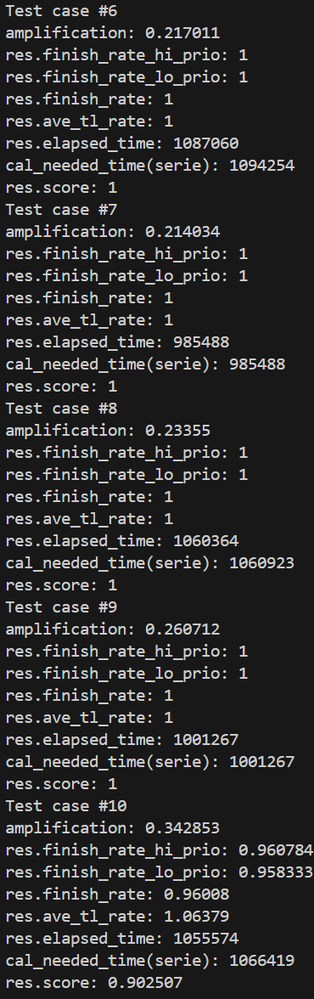 Test case #6
amplification: 0.217011
res.finish_rate_hi_prio: 1
res.finish_rate_lo_prio: 1
res.finish_rate: 1
res.ave_tl_rate: 1
res.elapsed_time: 1087060
cal_needed_time(serie): 1094254
res.score: 1
Test case #7
amplification: 0.214034
res.finish_rate_hi_prio: 1
res.finish_rate_lo_prio: 1
res.finish_rate: 1
res.ave_tl_rate: 1
res.elapsed_time: 985488
cal_needed_time(serie): 985488
res.score: 1
Test case #8
amplification: 0.23355
res.finish_rate_hi_prio: 1
res.finish_rate_lo_prio: 1
res.finish_rate: 1
res.ave_tl_rate: 1
res.elapsed_time: 1060364
cal_needed_time(serie): 1060923
res.score: 1
Test case #9
amplification: 0.260712
res.finish_rate_hi_prio: 1
res.finish_rate_lo_prio: 1
res.finish_rate: 1
res.ave_tl_rate: 1
res.elapsed_time: 1001267
cal_needed_time(serie): 1001267
res.score: 1
Test case #10
amplification: 0.342853
res.finish_rate_hi_prio: 0.960784
res.finish_rate_lo_prio: 0.958333
res.finish_rate: 0.96008
res.ave_tl_rate: 1.06379
res.elapsed_time: 1055574
cal_needed_time(serie): 1066419
res.score: 0.902507